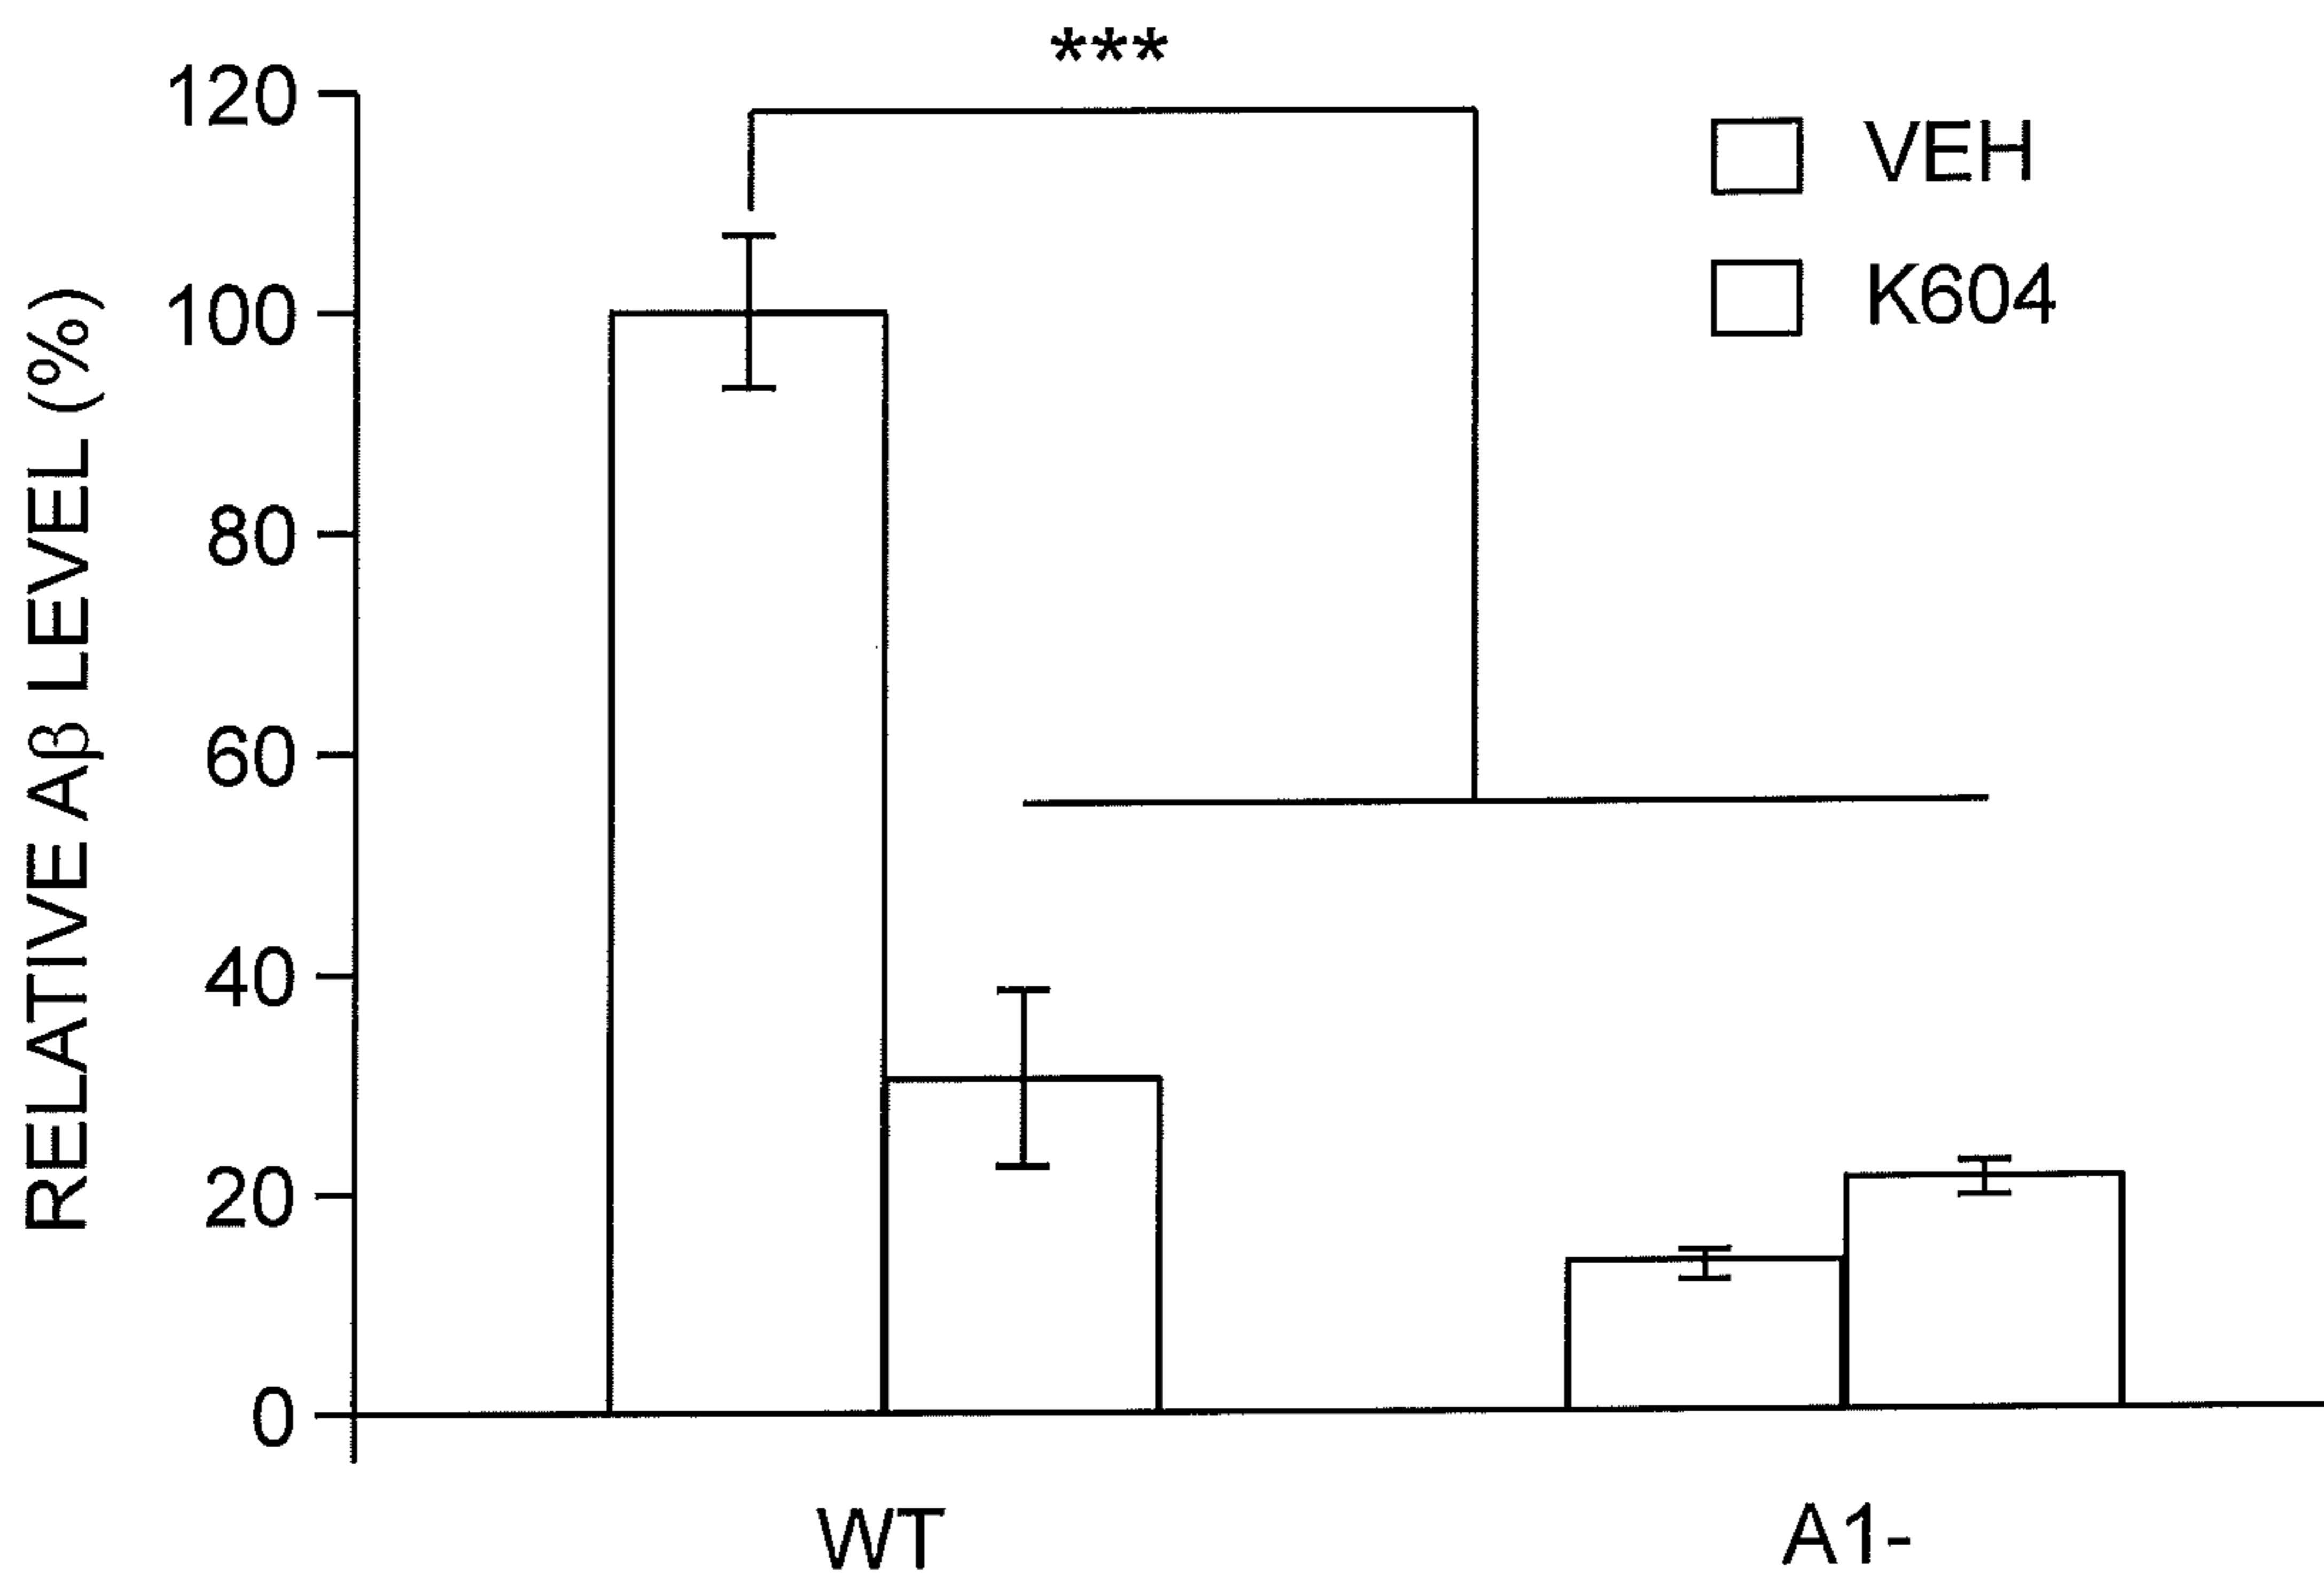 ***
120
100
80
60
40
20
0
RELATIVE Aβ LEVEL (%)
VEH
K604
WT
A1-